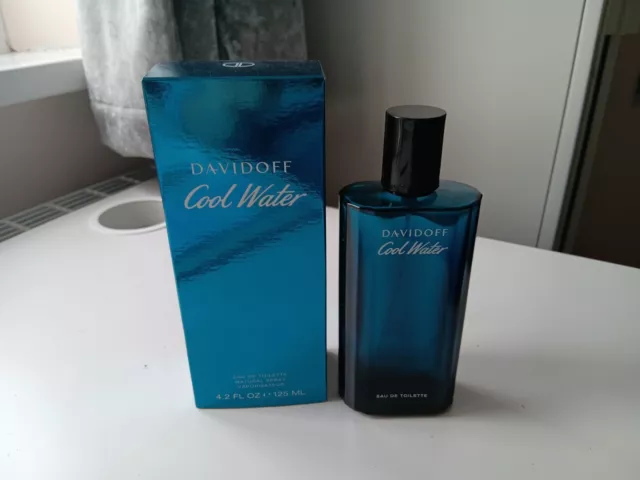 DAVIDOFF
Cool Water
EAU DE TOILETTE
NATURAL SPRAY
VAPORISATEUR
4.2 FL OZ ℮ 125 ML
DAVIDOFF
Cool Water
EAU DE TOILETTE